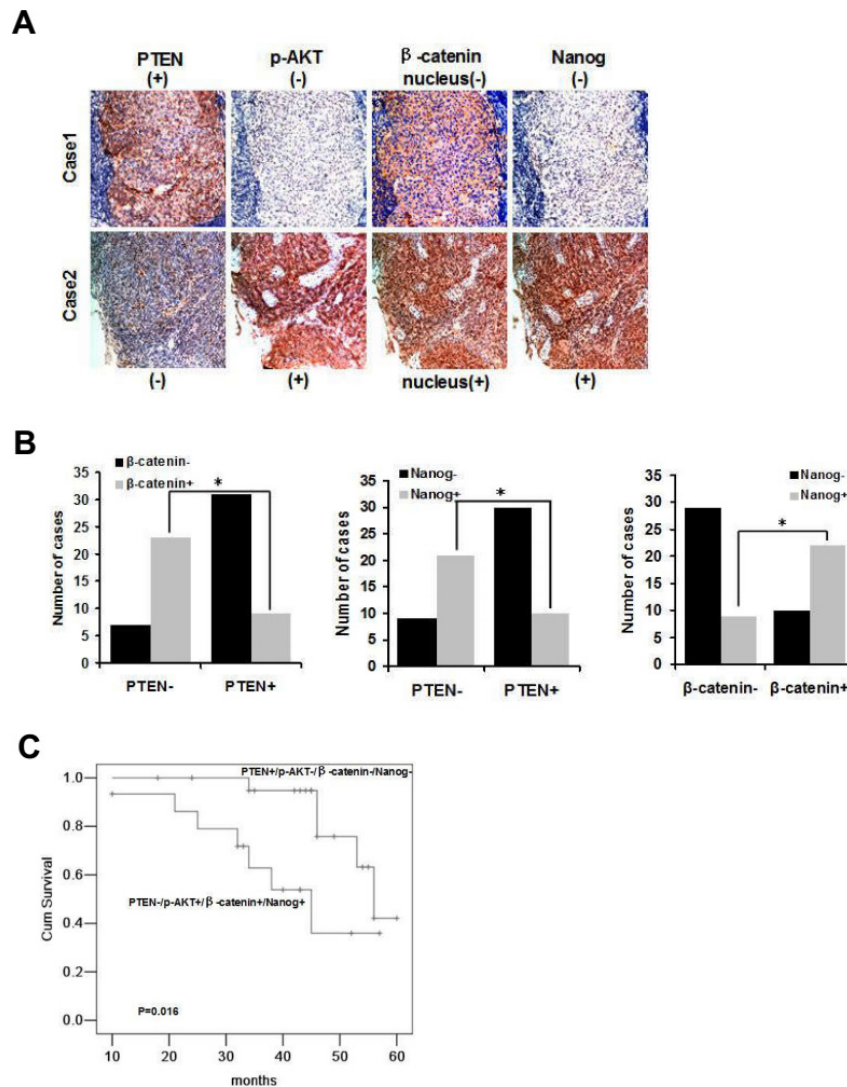 A
PTEN p-AKT β-catenin Nanog
(+) (-) nucleus(-) (-)
Case1
Case2
(-) (+) nucleus(+) (+)
B
β-catenin-
β-catenin+
*
35
30
25
20
15
10
5
0
Number of cases
PTEN- PTEN+
Nanog-
Nanog+
*
35
30
25
20
15
10
5
0
Number of cases
PTEN- PTEN+
Nanog-
Nanog+
*
35
30
25
20
15
10
5
0
Number of cases
β-catenin- β-catenin+
C
PTEN+/p-AKT-/β-catenin-/Nanog-
1.0
0.8
0.6
0.4
0.2
0.0
Cum Survival
PTEN-/p-AKT+/β-catenin+/Nanog+
P=0.016
10 20 30 40 50 60
months